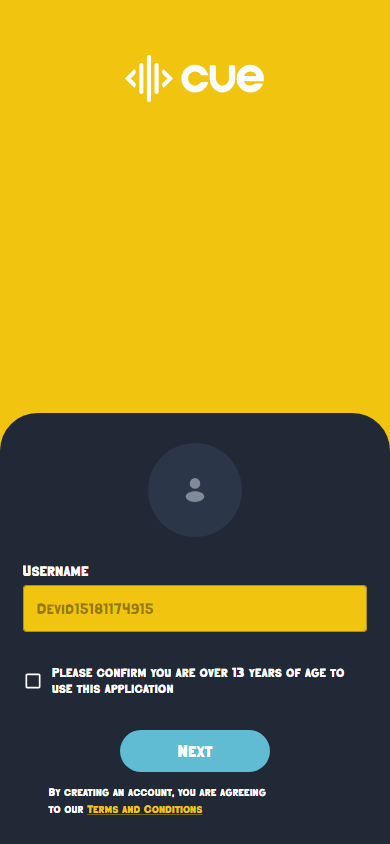 cue
Username
Devid15181174915
Please confirm you are over 13 years of age to
use this application
Next
By creating an account, you are agreeing
to our Terms and Conditions